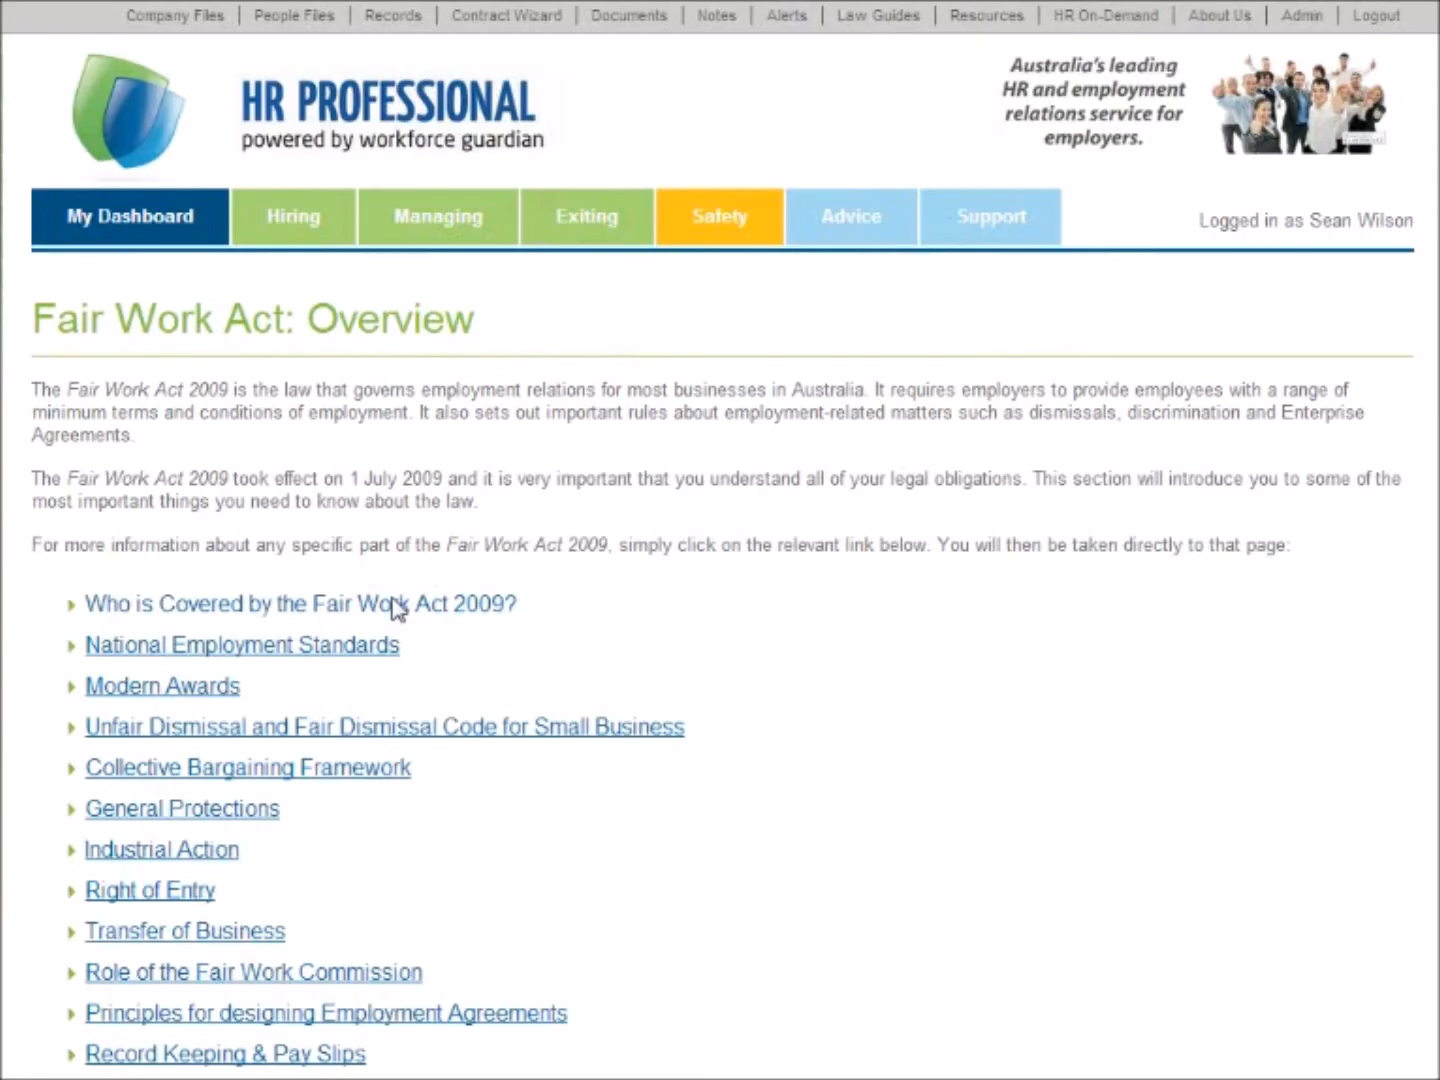 Company Files | People Files | Records | Contract Wizard | Documents | Notes | Alerts | Law Guides | Resources | HR On-Demand | About Us | Admin | Logout
HR PROFESSIONAL
powered by workforce guardian
Australia's leading
HR and employment
relations service for
employers.
My Dashboard Hiring Managing Exiting Safety Advice Support
Logged in as Sean Wilson
Fair Work Act: Overview
The Fair Work Act 2009 is the law that governs employment relations for most businesses in Australia. It requires employers to provide employees with a range of
minimum terms and conditions of employment. It also sets out important rules about employment-related matters such as dismissals, discrimination and Enterprise
Agreements.
The Fair Work Act 2009 took effect on 1 July 2009 and it is very important that you understand all of your legal obligations. This section will introduce you to some of the
most important things you need to know about the law.
For more information about any specific part of the Fair Work Act 2009, simply click on the relevant link below. You will then be taken directly to that page:
Who is Covered by the Fair Work Act 2009?
National Employment Standards
Modern Awards
Unfair Dismissal and Fair Dismissal Code for Small Business
Collective Bargaining Framework
General Protections
Industrial Action
Right of Entry
Transfer of Business
Role of the Fair Work Commission
Principles for designing Employment Agreements
Record Keeping & Pay Slips